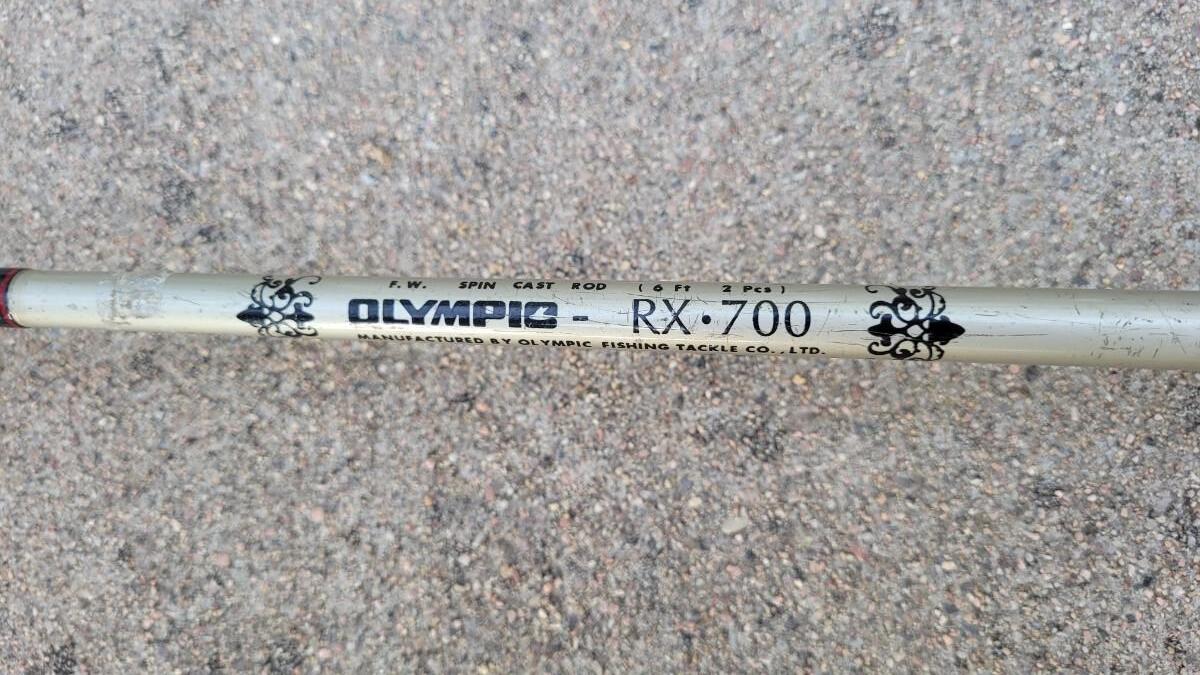 F.W. SPIN CAST ROD ( 6 Ft 2 Pcs )
OLYMPIC - RX·700
MANUFACTURED BY OLYMPIC FISHING TACKLE CO., LTD.